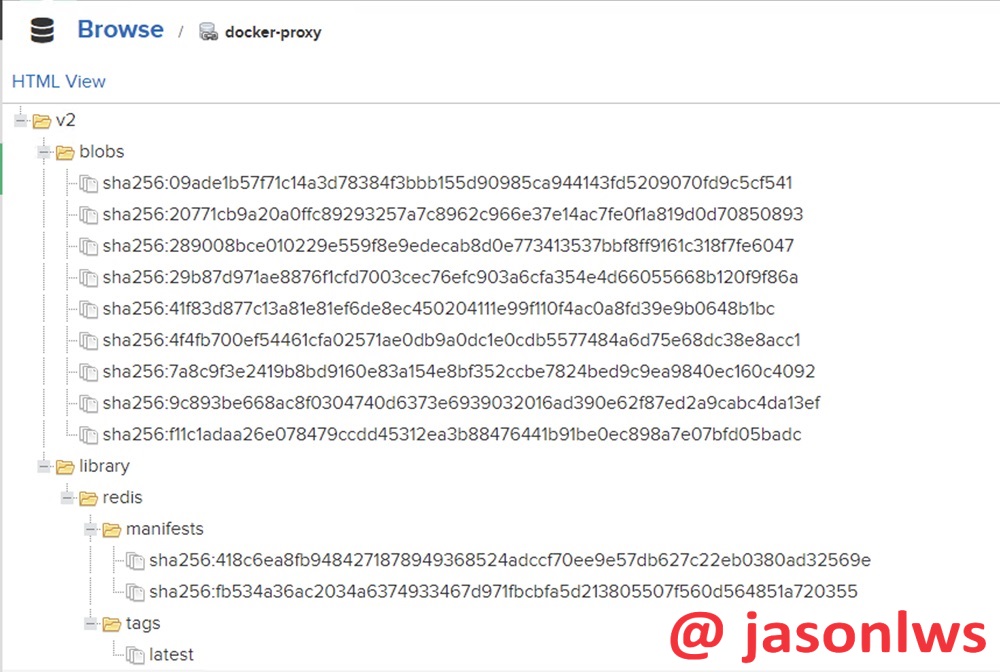 Browse / docker-proxy
HTML View
v2
blobs
sha256:09ade1b57f71c14a3d78384f3bbb155d90985ca944143fd5209070fd9c5cf541
sha256:20771cb9a20a0ffc89293257a7c8962c966e37e14ac7fe0f1a819d0d70850893
sha256:289008bce010229e559f8e9edecab8d0e773413537bbf8ff9161c318f7fe6047
sha256:29b87d971ae8876f1cfd7003cec76efc903a6cfa354e4d66055668b120f9f86a
sha256:41f83d877c13a81e81ef6de8ec450204111e99f110f4ac0a8fd39e9b0648b1bc
sha256:4f4fb700ef54461cfa02571ae0db9a0dc1e0cdb5577484a6d75e68dc38e8acc1
sha256:7a8c9f3e2419b8bd9160e83a154e8bf352ccbe7824bed9c9ea9840ec160c4092
sha256:9c893be668ac8f0304740d6373e6939032016ad390e62f87ed2a9cabc4da13ef
sha256:f11c1adaa26e078479ccdd45312ea3b88476441b91be0ec898a7e07bfd05badc
library
redis
manifests
sha256:418c6ea8fb9484271878949368524adccf70ee9e57db627c22eb0380ad32569e
sha256:fb534a36ac2034a6374933467d971fbcbfa5d213805507f560d564851a720355
tags
latest
@ jasonlws